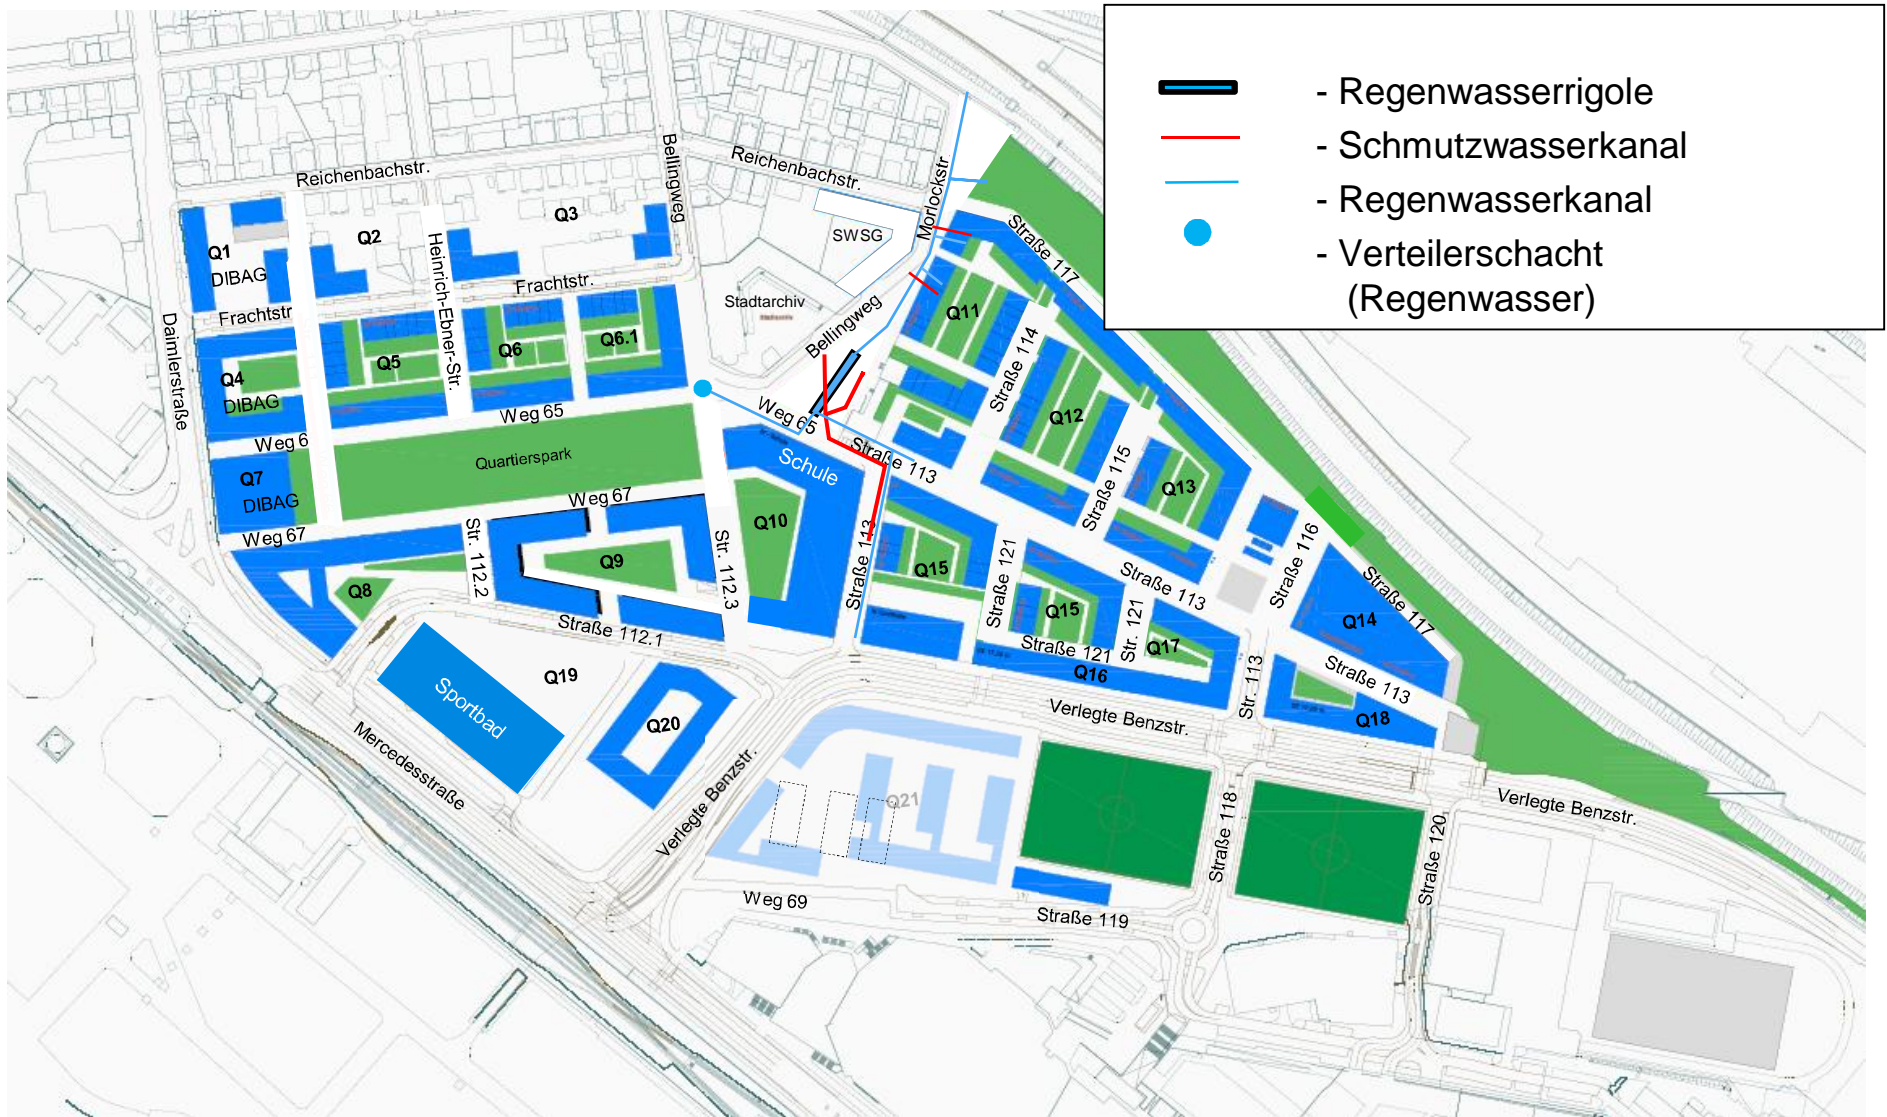 - Regenwasserrigole
- Schmutzwasserkanal
- Regenwasserkanal
- Verteilerschacht
(Regenwasser)
Reichenbachstr.
Bellingweg
Reichenbachstr.
Morlockstr
Q1
DIBAG
Q2
Q3
Heinrich-Ebner-Str.
SWSG
Straße 117
Frachtstr.
Frachtstr
Stadtarchiv
Bellingweg
Daimlerstraße
Q4
DIBAG
Q5
Q6
Q6.1
Q11
Straße 114
Weg 65
Weg 6
Weg 65
Q12
Straße 113
Straße 115
Quartierspark
Schule
Q7
DIBAG
Weg 67
Weg 67
Q13
Str. 112.2
Q9
Str. 112.3
Q10
Straße 113
Q15
Straße 121
Straße 116
Straße 117
Q8
Straße 112.1
Q15
Straße 121
Str. 121
Straße 113
Q17
Q14
Q16
Str. 113
Straße 113
Q18
Q19
Sportbad
Q20
Mercedesstraße
Verlegte Benzstr.
Verlegte Benzstr.
Verlegte Benzstr.
Q21
Straße 118
Straße 120
Weg 69
Straße 119